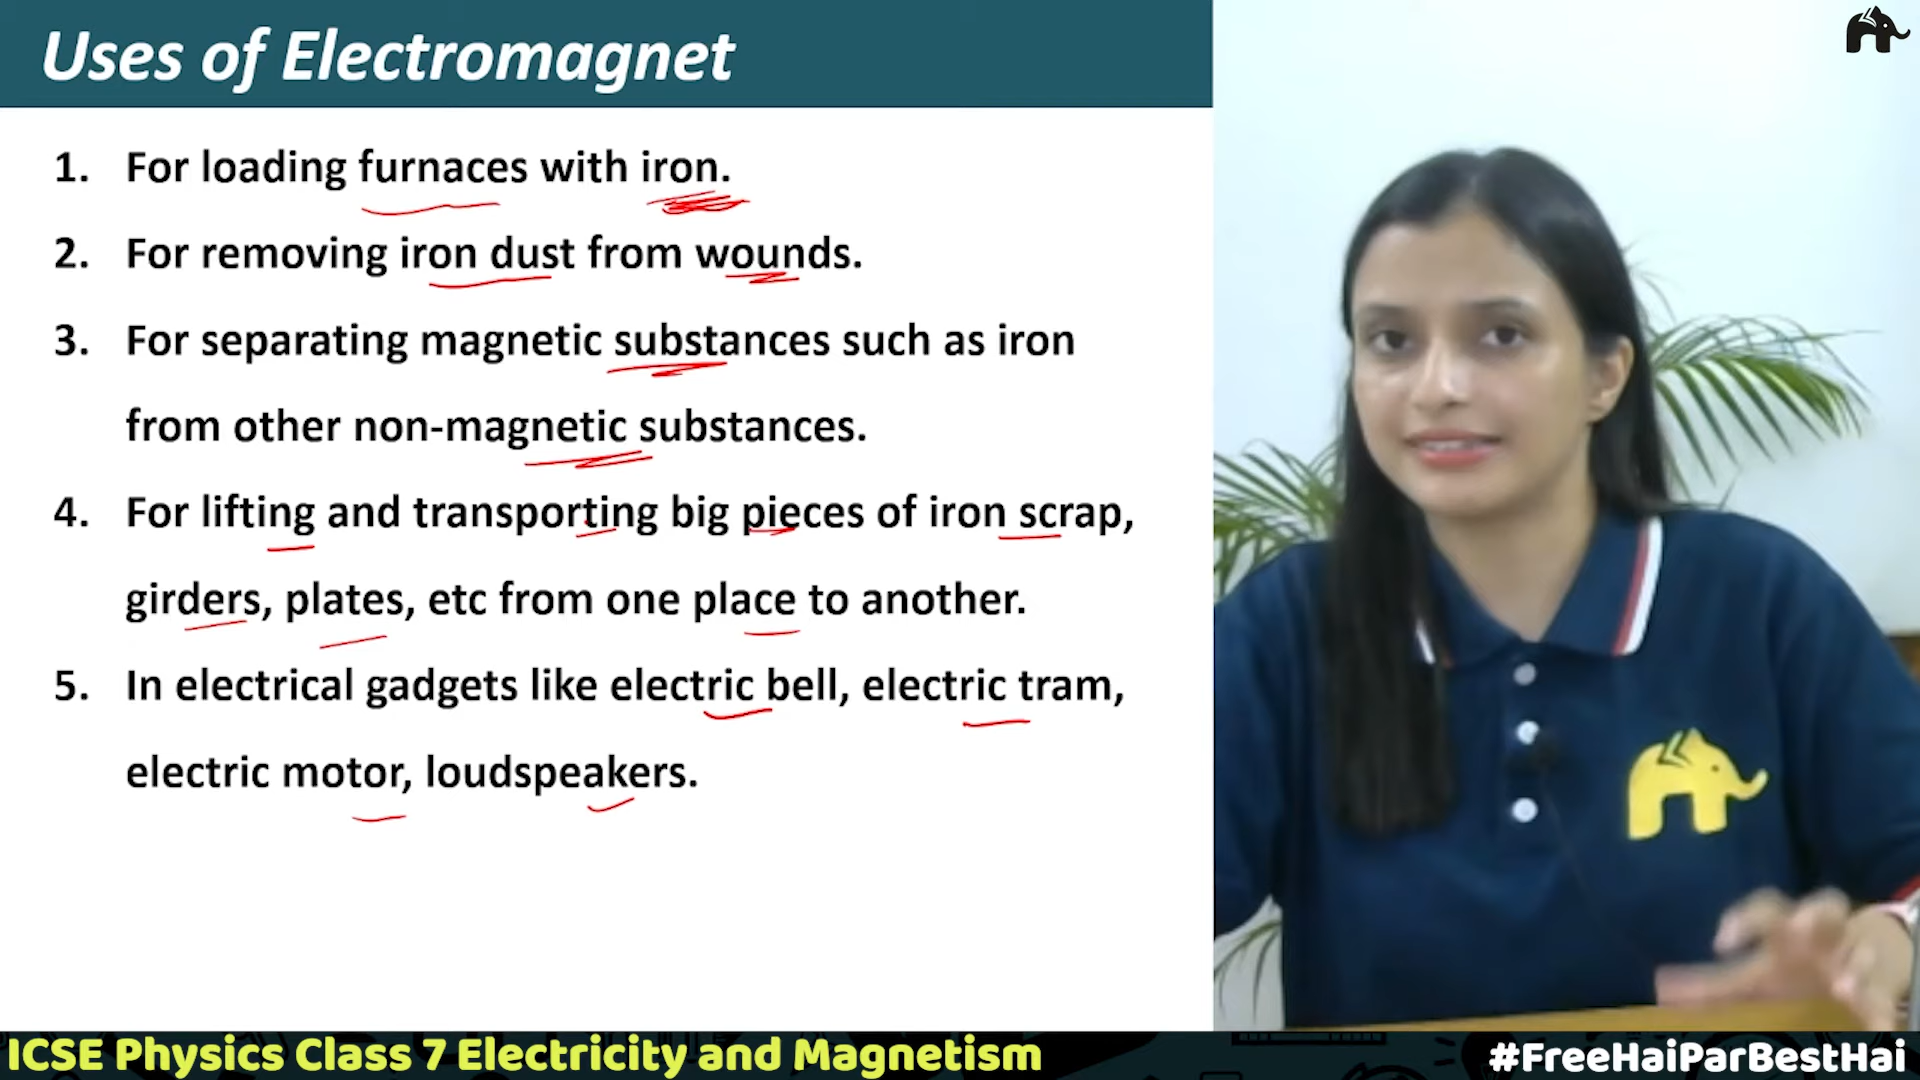 Uses of Electromagnet
1. For loading furnaces with iron.
2. For removing iron dust from wounds.
3. For separating magnetic substances such as iron
from other non-magnetic substances.
4. For lifting and transporting big pieces of iron scrap,
girders, plates, etc from one place to another.
5. In electrical gadgets like electric bell, electric tram,
electric motor, loudspeakers.
ICSE Physics Class 7 Electricity and Magnetism
#FreeHaiParBestHai